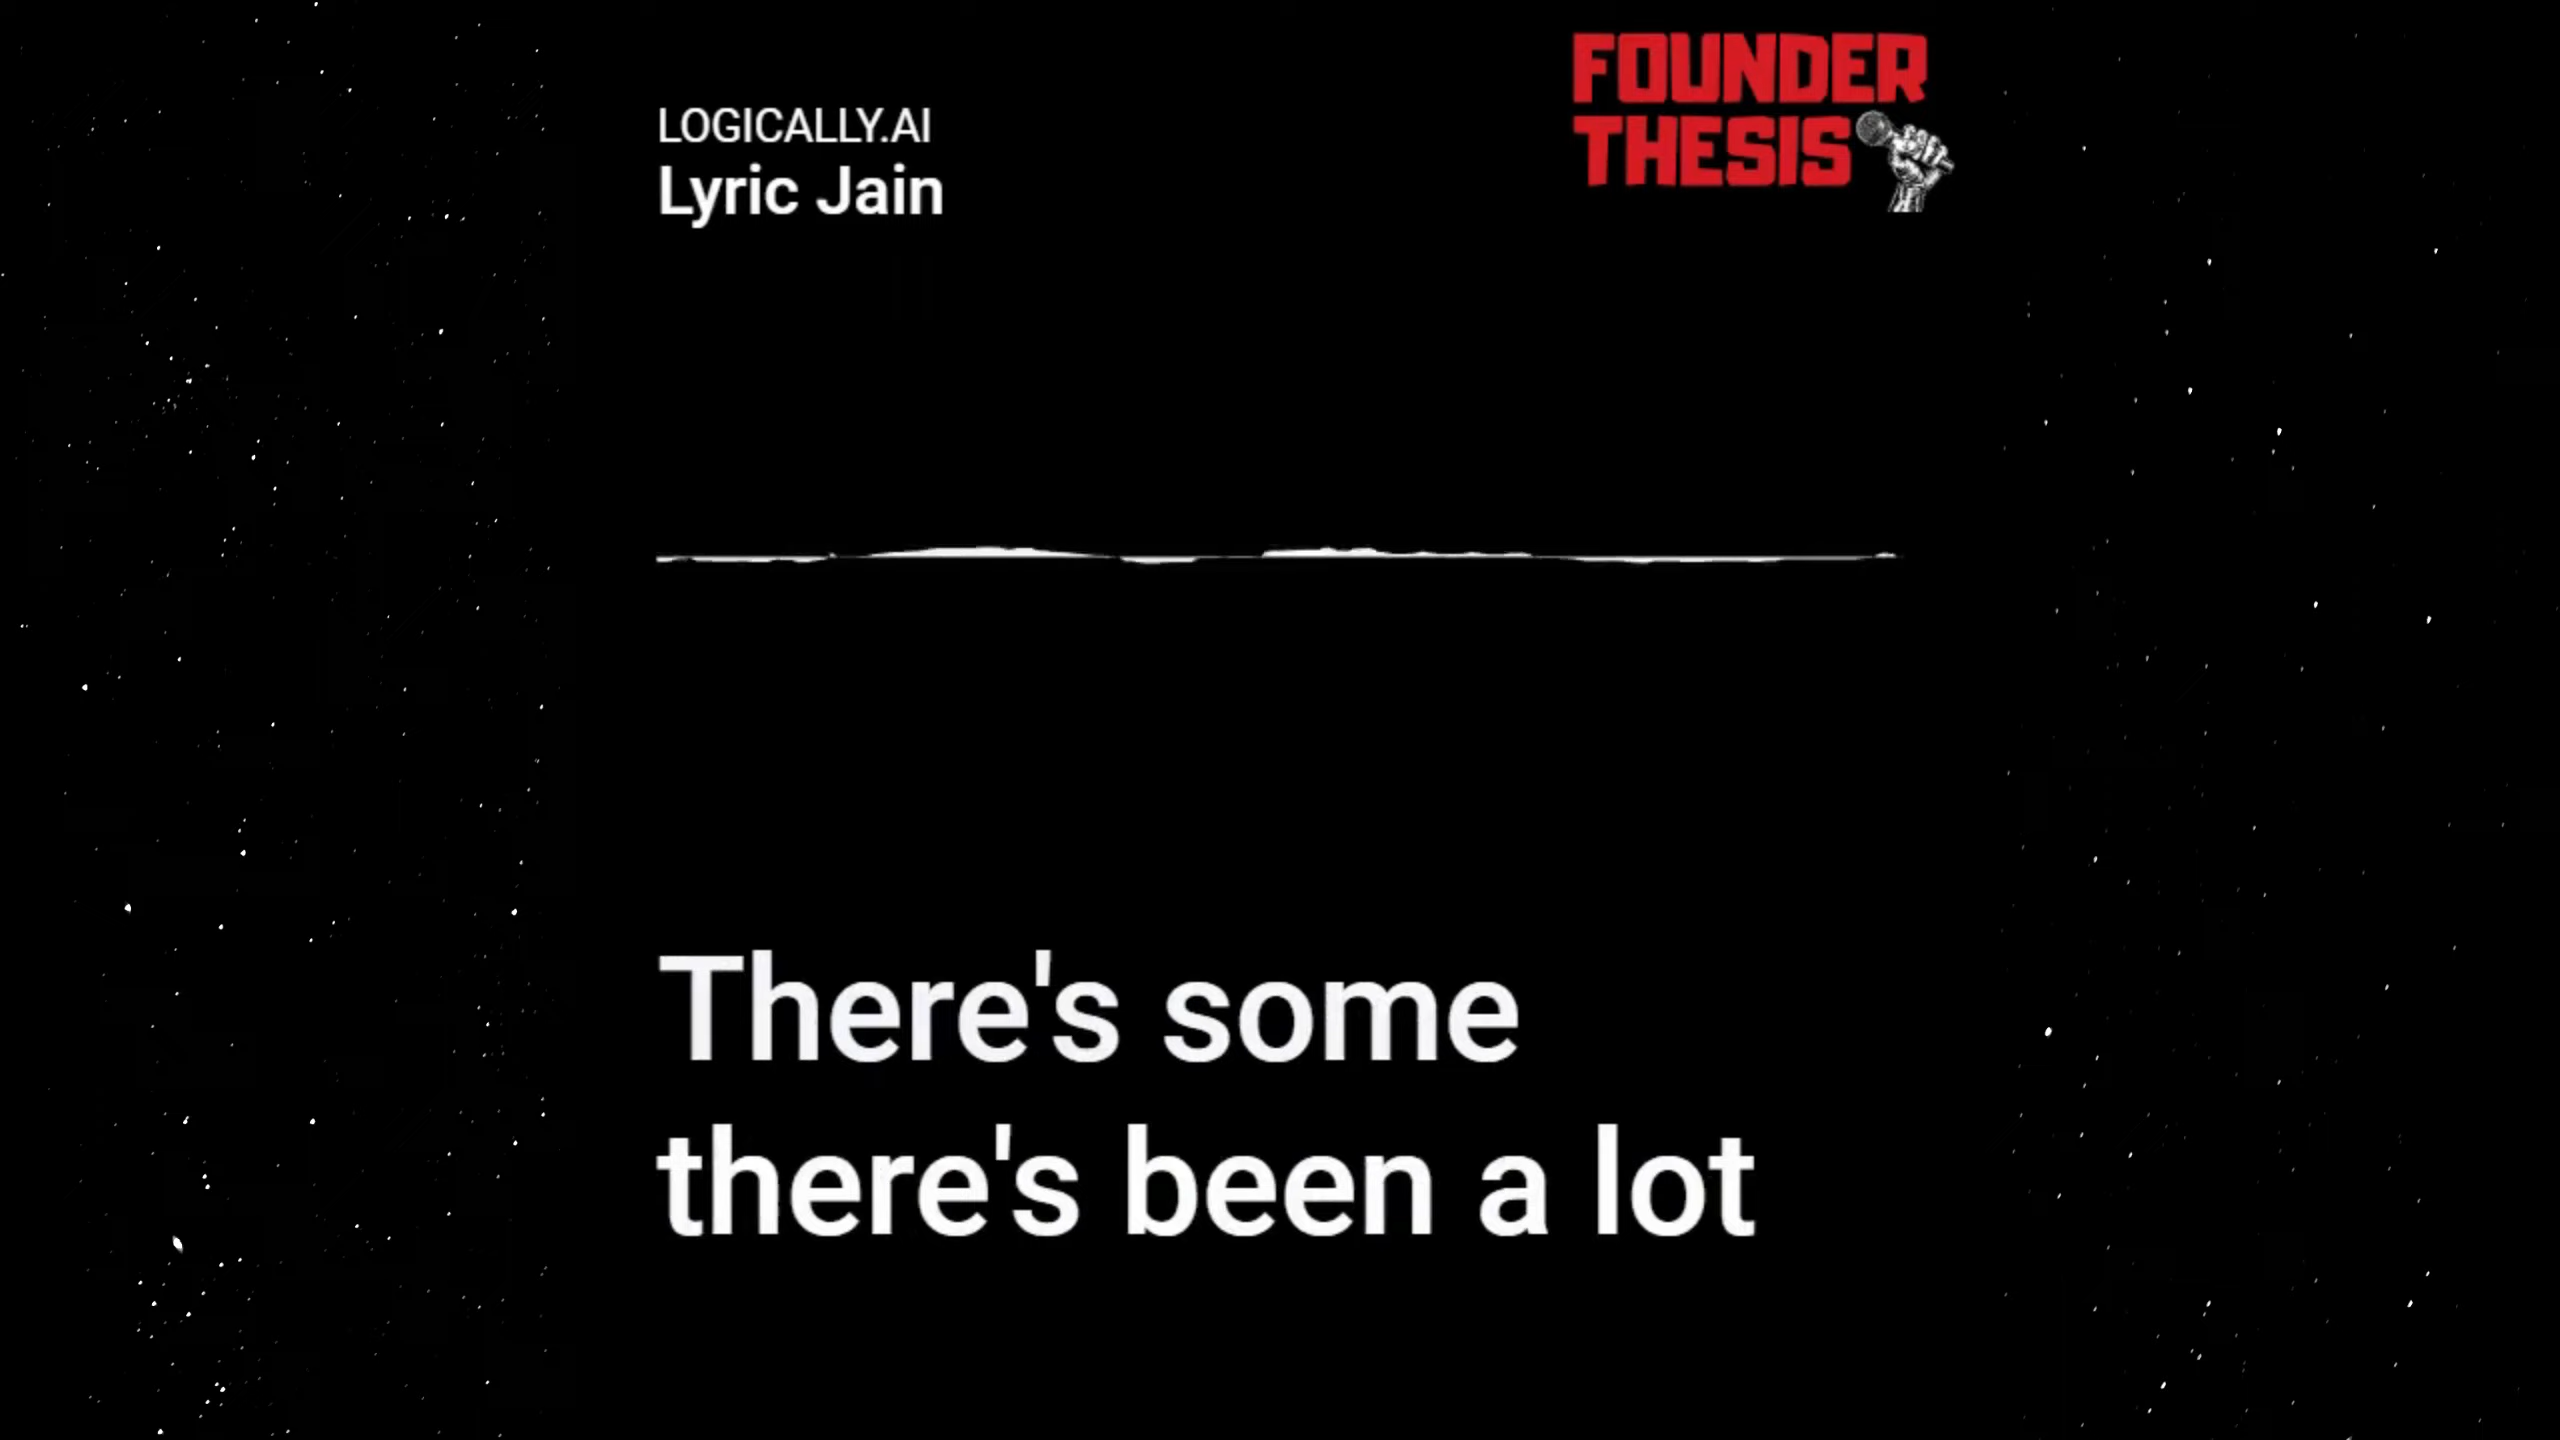 LOGICALLY.AI
Lyric Jain
FOUNDER
THESIS
There's some
there's been a lot